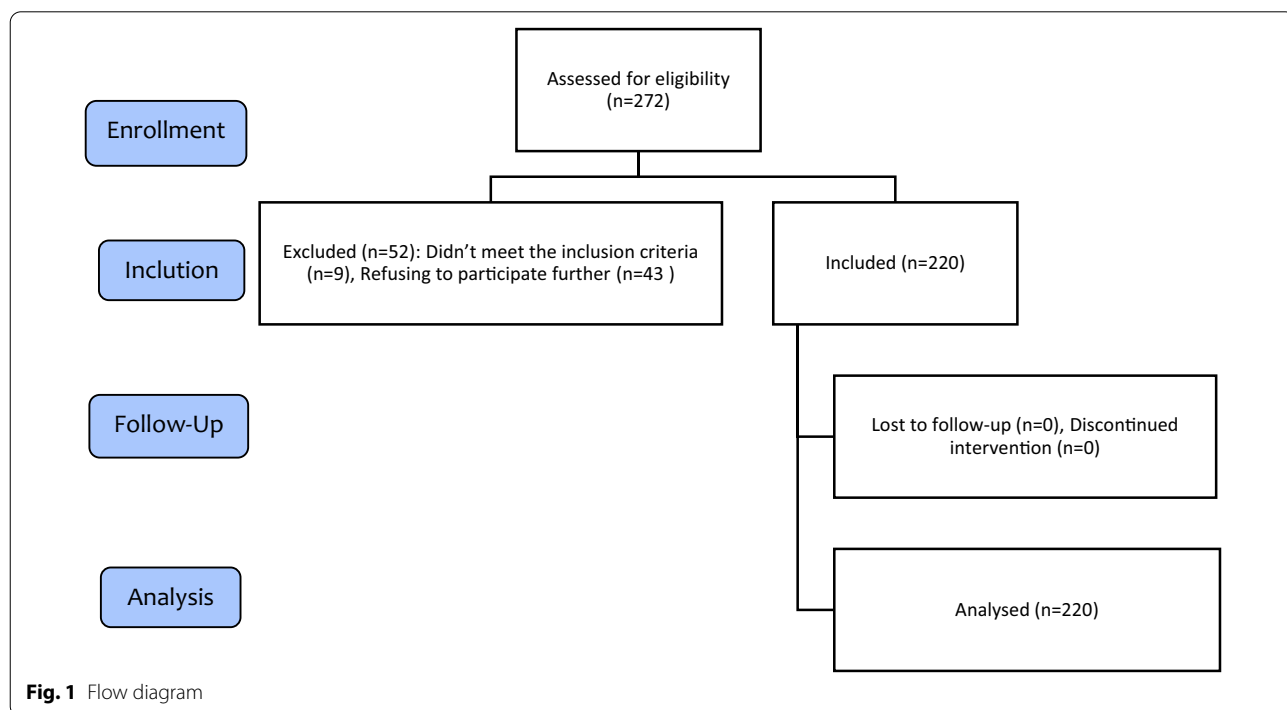 Assessed for eligibility
(n=272)
Enrollment
Excluded (n=52): Didn’t meet the inclusion criteria
(n=9), Refusing to participate further (n=43 )
Inclution
Included (n=220)
Follow-Up
Lost to follow-up (n=0), Discontinued
intervention (n=0)
Analysis
Analysed (n=220)
Fig. 1 Flow diagram